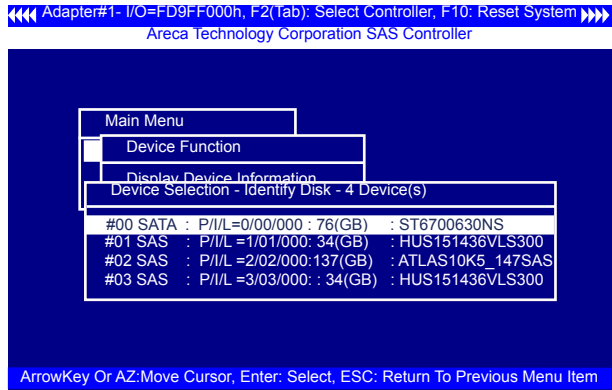 Adapter#1- I/O=FD9FF000h, F2(Tab): Select Controller, F10: Reset System
Areca Technology Corporation SAS Controller
Main Menu
Device Function
Display Device Information
Device Selection - Identify Disk - 4 Device(s)
#00 SATA : P/I/L=0/00/000 : 76(GB) : ST6700630NS
#01 SAS : P/I/L =1/01/000: 34(GB) : HUS151436VLS300
#02 SAS : P/I/L =2/02/000:137(GB) : ATLAS10K5_147SAS
#03 SAS : P/I/L =3/03/000: : 34(GB) : HUS151436VLS300
ArrowKey Or AZ:Move Cursor, Enter: Select, ESC: Return To Previous Menu Item